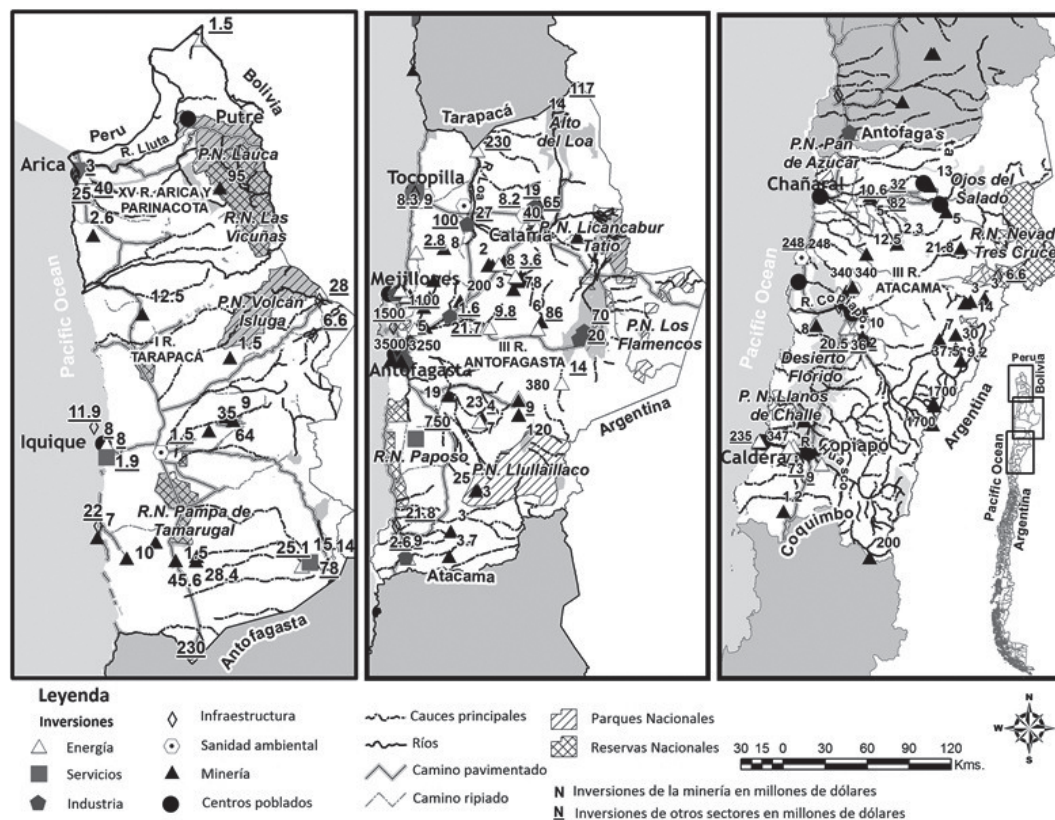 1.5
Bolivia
Putre
Peru
R. Lluta
P.N. Lauca
95
Arica
3
25
40
XV R. ARICA Y
PARINACOTA
R.N. Las
Vicuñas
2.6
Pacific Ocean
28
12.5
P.N. Volcán
Isluga
6.6
I R.
TARAPACÁ
1.5
9
35
11.9
8
8
64
Iquique
1.5
1.9
R.N. Pampa de
Tamarugal
22
7
10
1.5
25.1
15
14
45.6
28.4
78
230
Antofagasta
117
Tarapacá
14
Alto
del Loa
230
R. Loa
Tocopilla
8.3
9
8.2
19
65
100
27
40
Calama
P.N. Licancabur
Tatio
2.8
8
2
8
3.6
Mejillones
200
3
78
1100
1500
1.6
6
86
9.8
5
21.7
70
P.N. Los
Flamencos
3500
3250
III R.
ANTOFAGASTA
20
Antofagasta
14
380
19
23
4
9
750
120
Argentina
R.N. Paposo
P.N. Llullaillaco
25
3
21.8
3
3.7
2.6
9
Atacama
Antofagasta
P.N. Pan
de Azúcar
13
Ojos del
Salado
Chañaral
10.6
32
82
5
5
2.3
R.N. Nevad
Tres Cruce
12.5
21.8
248
248
340
340
III R.
ATACAMA
6.6
3
3
14
Pacific Ocean
10
8
7
30
20.5
36.2
37.5
9.2
Desierto
Florido
1700
1700
P. N. Llanos
de Challe
Argentina
235
347
Copiapo
Caldera
R.
73
9
1.2
Coquimbo
200
Peru
Bolivia
Pacific Ocean
Argentina
Leyenda
Inversiones
Energía
Servicios
Industria
Infraestructura
Sanidad ambiental
Minería
Centros poblados
Cauces principales
Ríos
Camino pavimentado
Camino ripiado
Parques Nacionales
Reservas Nacionales
30 15 0 30 60 90 120
Kms.
N Inversiones de la minería en millones de dólares
N Inversiones de otros sectores en millones de dólares
N
W E
S